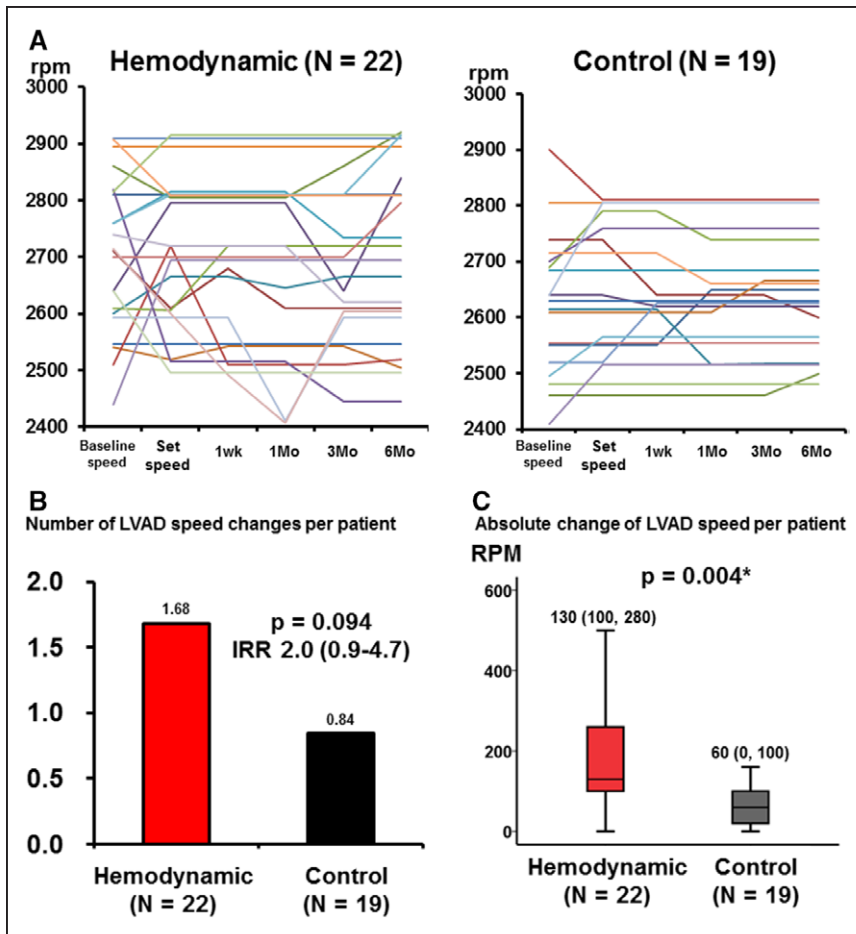 A
rpm
Hemodynamic (N = 22)
3000
2900
2800
2700
2600
2500
2400
Baseline speed
Set speed
1wk
1Mo
3Mo
6Mo
rpm
Control (N = 19)
3000
2900
2800
2700
2600
2500
2400
Baseline speed
Set speed
1wk
1Mo
3Mo
6Mo
B
Number of LVAD speed changes per patient
2.0
1.5
1.0
0.5
0.0
1.68
p = 0.094
IRR 2.0 (0.9-4.7)
0.84
Hemodynamic
(N = 22)
Control
(N = 19)
C
Absolute change of LVAD speed per patient
RPM
p = 0.004*
600
400
200
0
130 (100, 280)
60 (0, 100)
Hemodynamic
(N = 22)
Control
(N = 19)